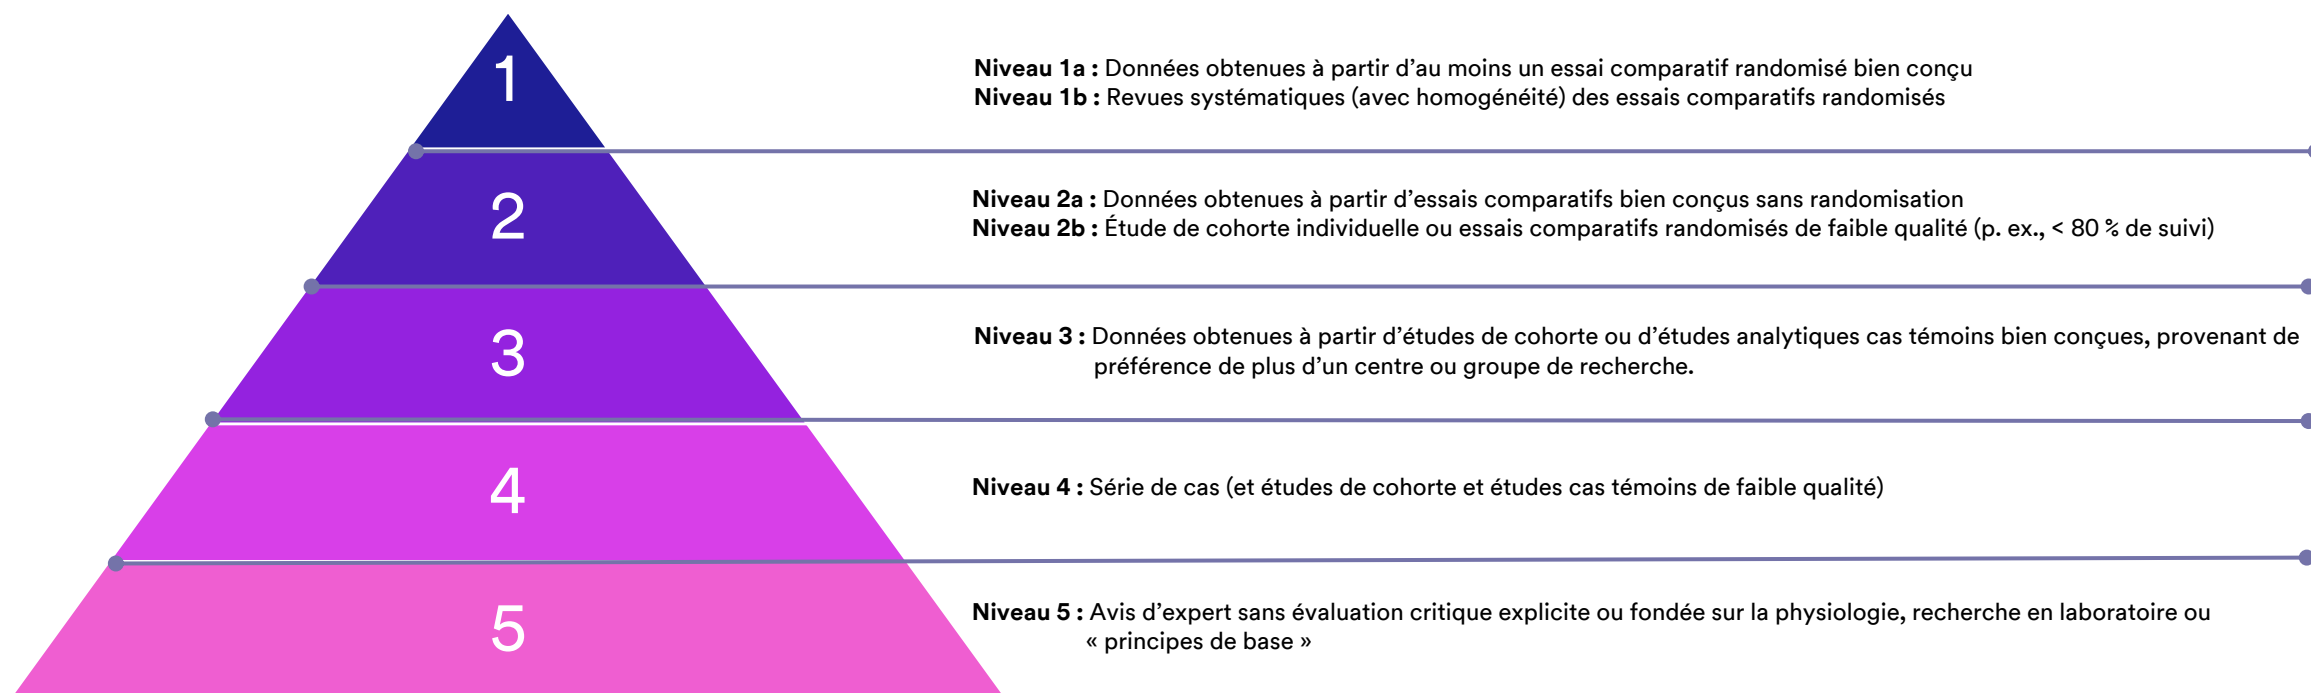 1
Niveau 1a : Données obtenues à partir d’au moins un essai comparatif randomisé bien conçu
Niveau 1b : Revues systématiques (avec homogénéité) des essais comparatifs randomisés
2
Niveau 2a : Données obtenues à partir d’essais comparatifs bien conçus sans randomisation
Niveau 2b : Étude de cohorte individuelle ou essais comparatifs randomisés de faible qualité (p. ex., < 80 % de suivi)
3
Niveau 3 : Données obtenues à partir d’études de cohorte ou d’études analytiques cas témoins bien conçues, provenant de
préférence de plus d’un centre ou groupe de recherche.
4
Niveau 4 : Série de cas (et études de cohorte et études cas témoins de faible qualité)
5
Niveau 5 : Avis d’expert sans évaluation critique explicite ou fondée sur la physiologie, recherche en laboratoire ou
« principes de base »